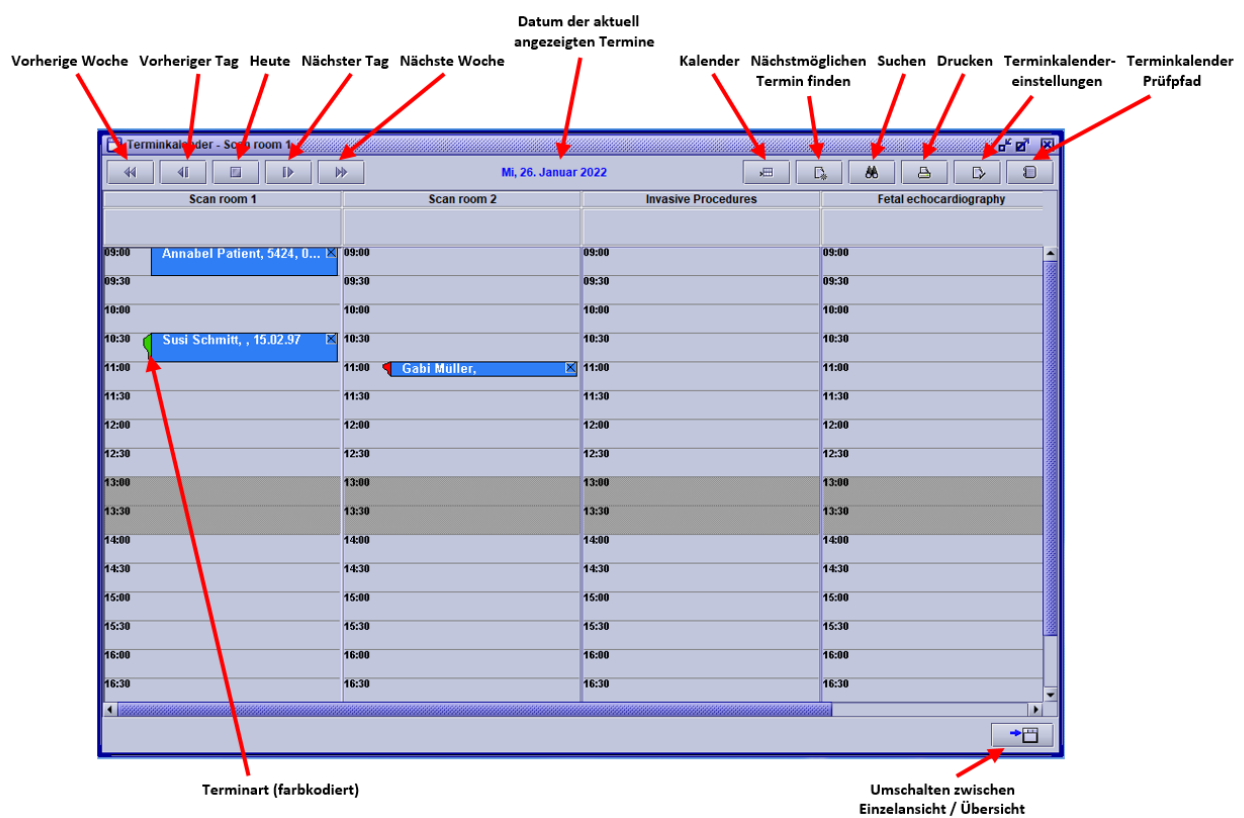 Datum der aktuell
angezeigten Termine
Vorherige Woche Vorheriger Tag Heute Nächster Tag Nächste Woche
Kalender Nächstmöglichen Suchen Drucken Terminkalender- Terminkalender
Termin finden einstellungen Prüfpfad
Terminkalender - Scan room 1
Mi, 26. Januar 2022
Scan room 1 Scan room 2 Invasive Procedures Fetal echocardiography
09:00 Annabel Patient, 5424, 0... 09:00 09:00 09:00
09:30 09:30 09:30 09:30
10:00 10:00 10:00 10:00
10:30 Susi Schmitt, , 15.02.97 10:30 10:30 10:30
11:00 11:00 Gabi Müller, 11:00 11:00
11:30 11:30 11:30 11:30
12:00 12:00 12:00 12:00
12:30 12:30 12:30 12:30
13:00 13:00 13:00 13:00
13:30 13:30 13:30 13:30
14:00 14:00 14:00 14:00
14:30 14:30 14:30 14:30
15:00 15:00 15:00 15:00
15:30 15:30 15:30 15:30
16:00 16:00 16:00 16:00
16:30 16:30 16:30 16:30
Terminart (farbkodiert)
Umschalten zwischen
Einzelansicht / Übersicht